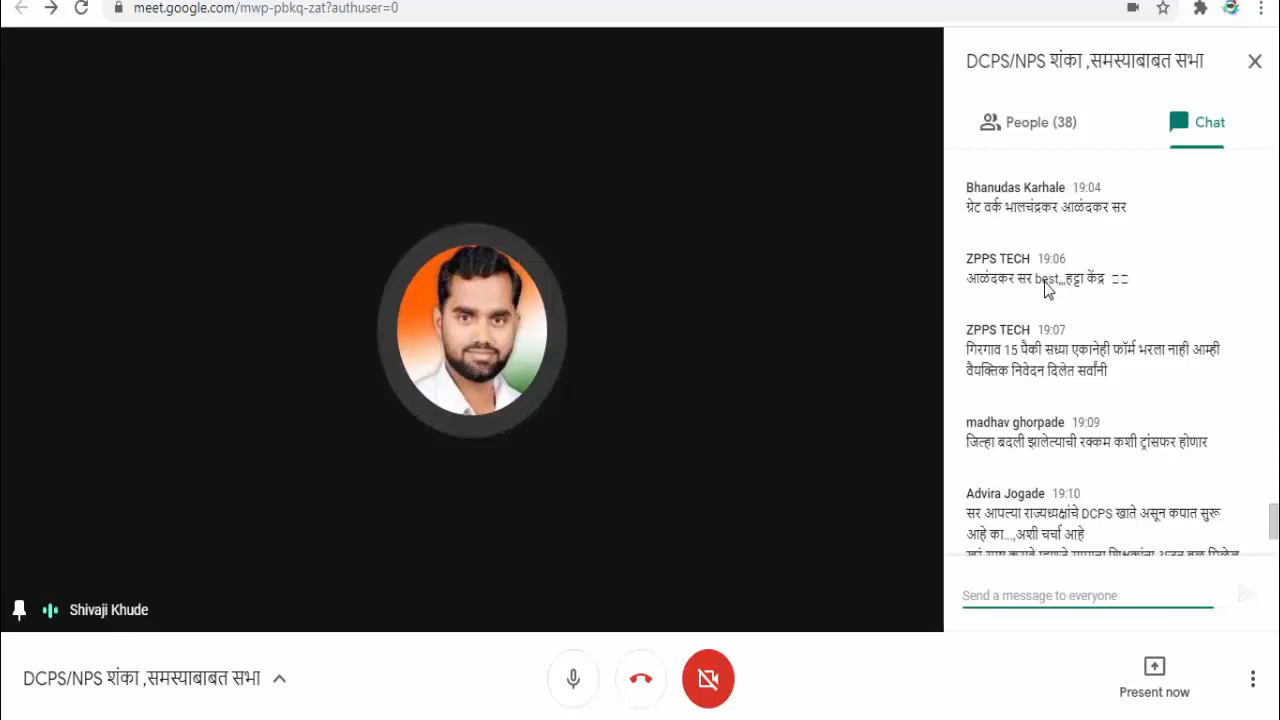 meet.google.com/mwp-pbkq-zat?authuser=0
DCPS/NPS शंका ,समस्याबाबत सभा
People (38)
Chat
Bhanudas Karhale 19:04
ग्रेट वर्क भालचंद्रकर आळंदकर सर
ZPPS TECH 19:06
आळंदकर सर best,,,हट्टा केंद्र
ZPPS TECH 19:07
गिरगाव 15 पैकी सध्या एकानेही फॉर्म भरला नाही आम्ही
वैयक्तिक निवेदन दिलेत सर्वांनी
madhav ghorpade 19:09
जिल्हा बदली झालेल्याची रक्कम कशी ट्रांसफर होणार
Advira Jogade 19:10
सर आपल्या राज्यध्यक्षांचे DCPS खाते असून कपात सुरू
आहे का...,अशी चर्चा आहे
Send a message to everyone
Shivaji Khude
DCPS/NPS शंका ,समस्याबाबत सभा
Present now